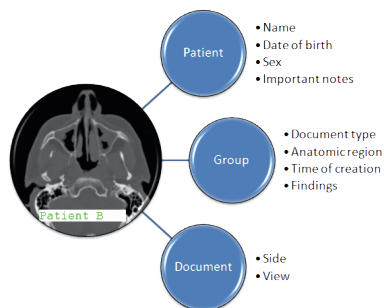 Patient
• Name
• Date of birth
• Sex
• Important notes
Group
• Document type
• Anatomic region
• Time of creation
• Findings
Patient B
Document
• Side
• View